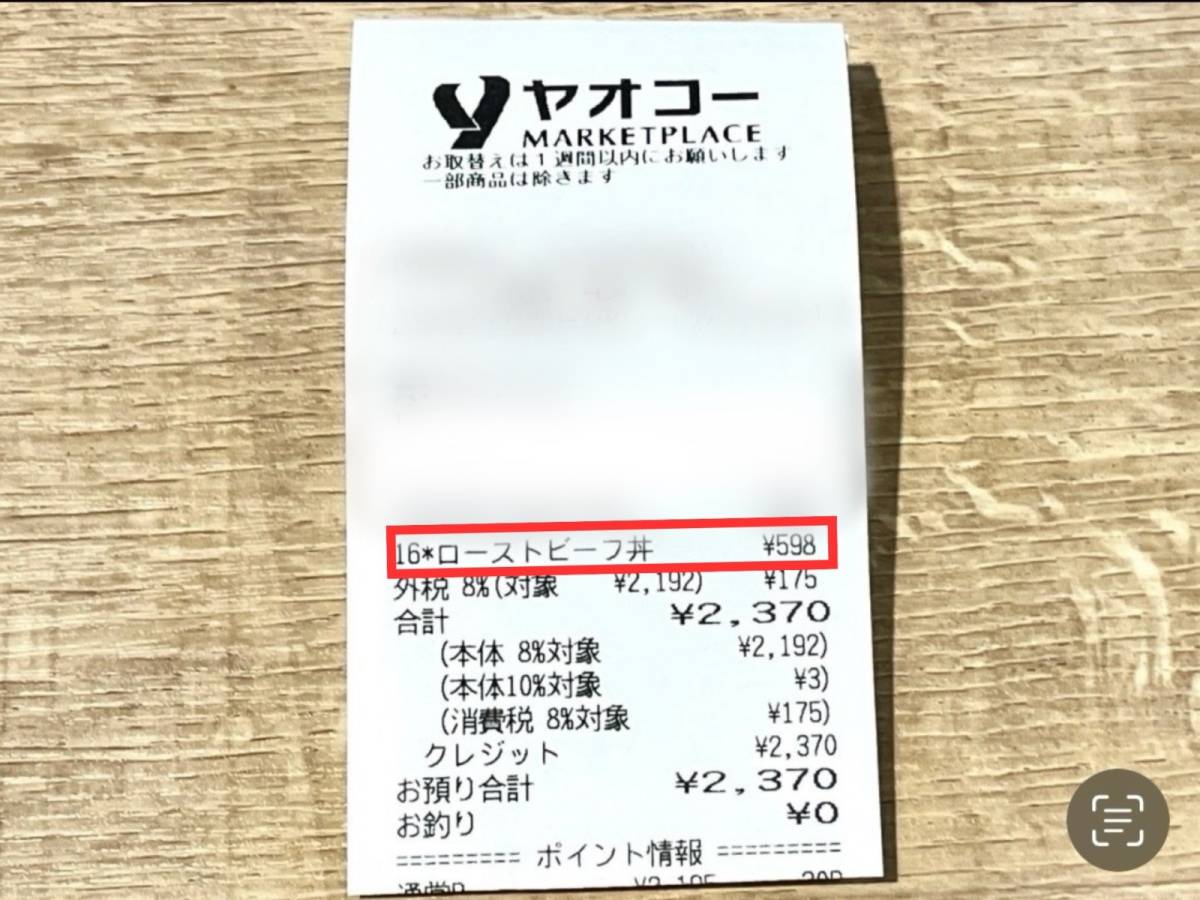 ヤオコー
MARKETPLACE
お取替えは1週間以内にお願いします
一部商品は除きます
16*ローストビーフ丼 ¥598
外税 8%(対象 ¥2,192) ¥175
合計 ¥2,370
(本体 8%対象 ¥2,192)
(本体10%対象 ¥3)
(消費税 8%対象 ¥175)
クレジット ¥2,370
お預り合計 ¥2,370
お釣り ¥0
========= ポイント情報 =========